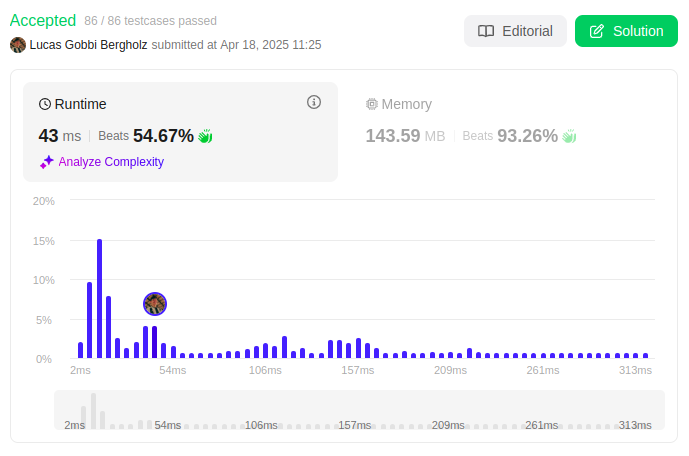 Accepted 86 / 86 testcases passed
Lucas Gobbi Bergholz submitted at Apr 18, 2025 11:25
Editorial
Solution
Runtime
43 ms Beats 54.67%
Analyze Complexity
Memory
143.59 MB Beats 93.26%
20%
15%
10%
5%
0%
2ms 54ms 106ms 157ms 209ms 261ms 313ms
2ms 54ms 106ms 157ms 209ms 261ms 313ms